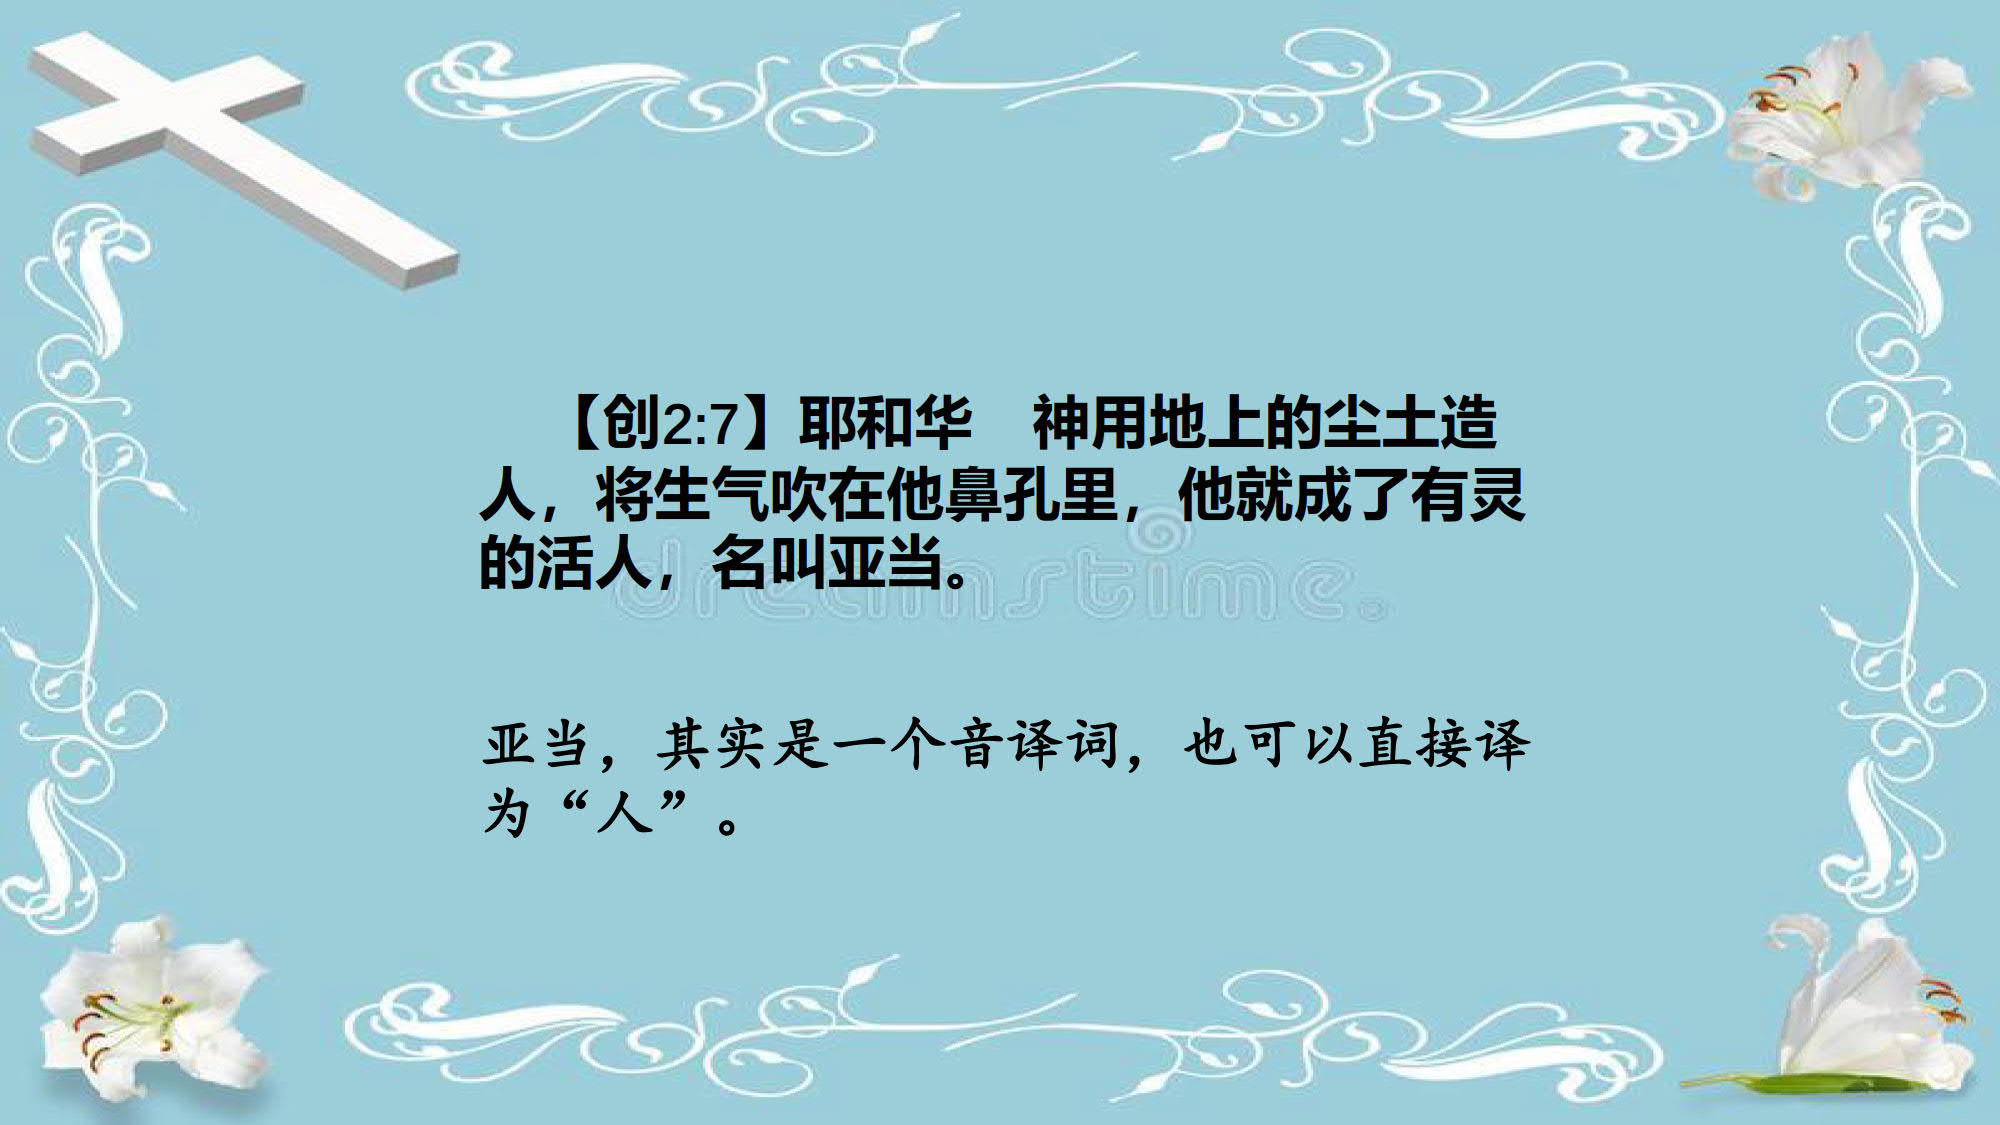 【创2:7】耶和华　神用地上的尘土造
人，将生气吹在他鼻孔里，他就成了有灵
的活人，名叫亚当。
dreamstime.
亚当，其实是一个音译词，也可以直接译
为“人”。